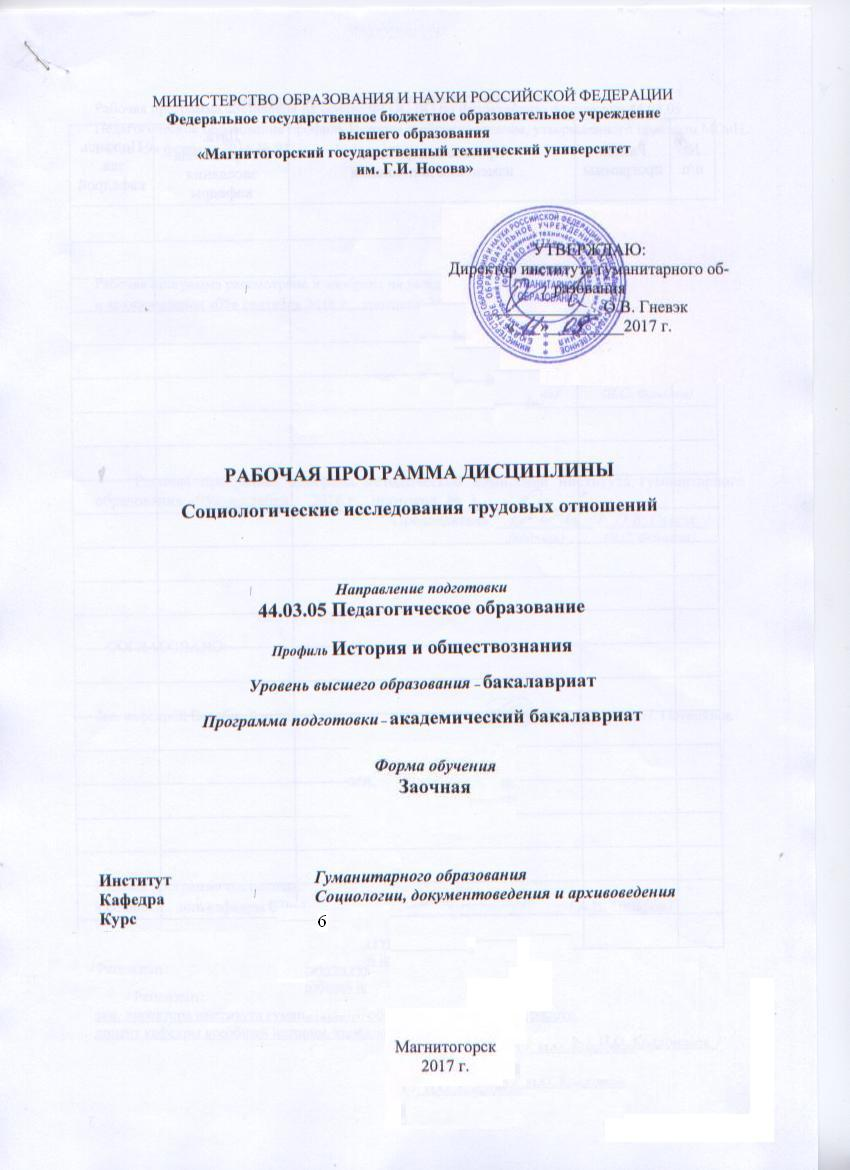 МИНИСТЕРСТВО ОБРАЗОВАНИЯ И НАУКИ РОССИЙСКОЙ ФЕДЕРАЦИИ
Федеральное государственное бюджетное образовательное учреждение
высшего образования
«Магнитогорский государственный технический университет
им. Г.И. Носова»
УТВЕРЖДАЮ:
Директор института гуманитарного об-
разования
О.В. Гневэк
«11» 09 2017 г.
РАБОЧАЯ ПРОГРАММА ДИСЦИПЛИНЫ
Социологические исследования трудовых отношений
Направление подготовки
44.03.05 Педагогическое образование
Профиль История и обществознания
Уровень высшего образования – бакалавриат
Программа подготовки – академический бакалавриат
Форма обучения
Заочная
Институт Гуманитарного образования
Кафедра Социологии, документоведения и архивоведения
Курс 6
Магнитогорск
2017 г.